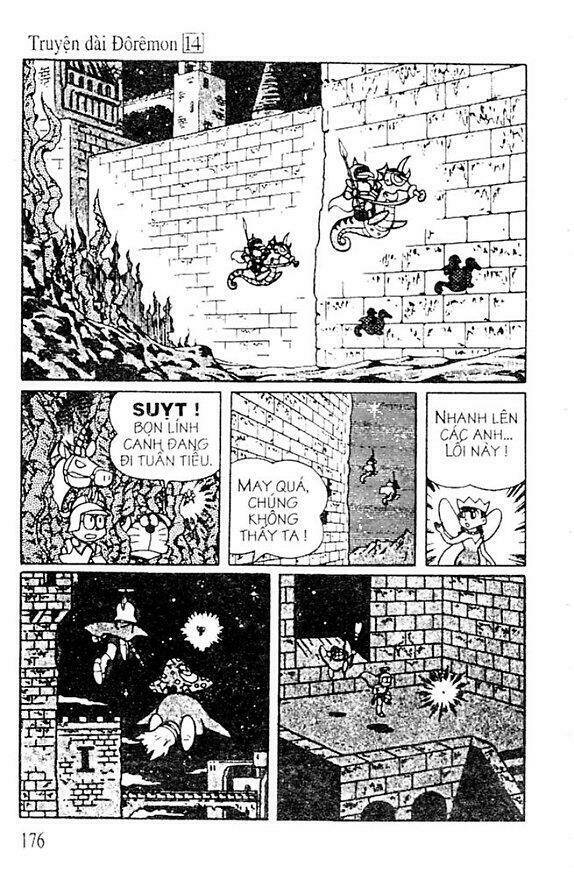 Truyện dài Đôrêmon 14
SUỴT !
BỌN LÍNH
CANH ĐANG
ĐI TUẦN TIỄU.
MAY QUÁ,
CHÚNG
KHÔNG
THẤY TA !
NHANH LÊN
CÁC ANH...
LỐI NÀY !
176